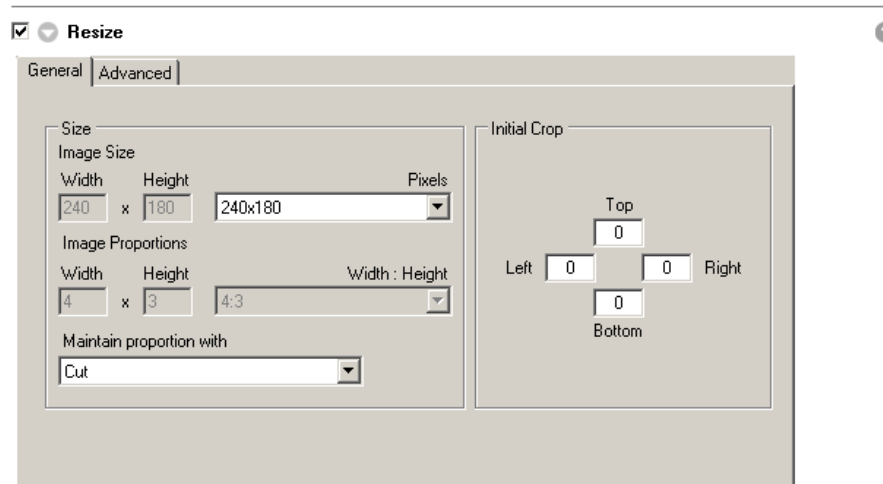 Resize
General Advanced
Size
Image Size
Width Height Pixels
240 x 180 240x180
Image Proportions
Width Height Width : Height
4 x 3 4:3
Maintain proportion with
Cut
Initial Crop
Top
0
Left 0 0 Right
0
Bottom